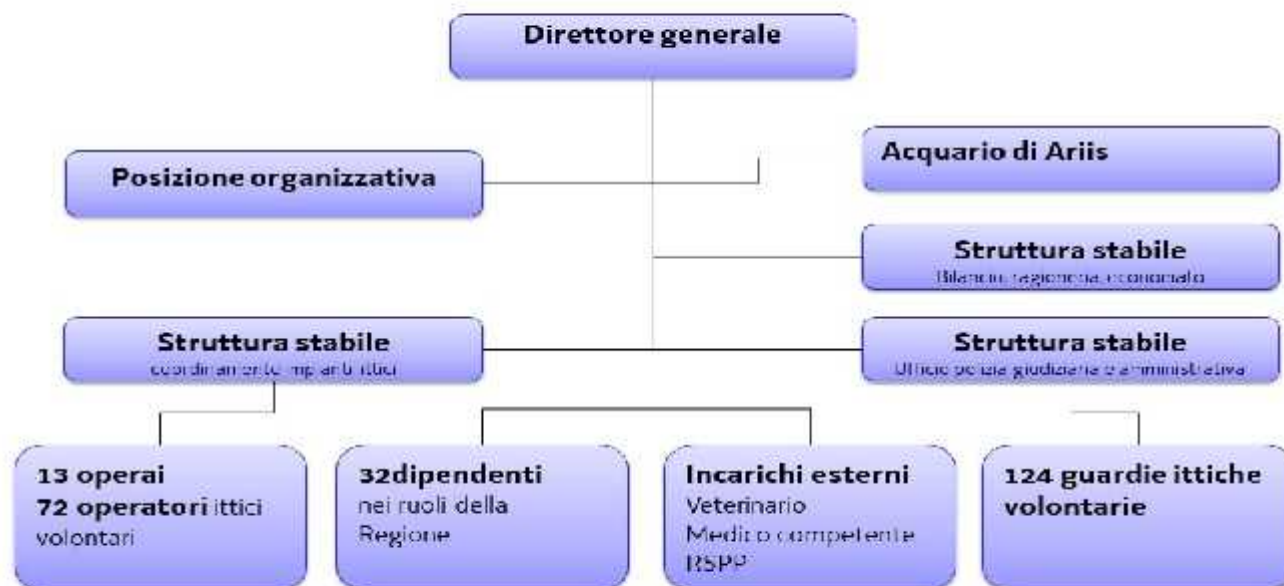 Direttore generale
Posizione organizzativa
Acquario di Ariis
Struttura stabile
Bilancio, ragioneria, economato
Struttura stabile
coordinamento impianti ittici
Struttura stabile
Ufficio polizia giudiziaria e amministrativa
13 operai
72 operatori ittici
volontari
32dipendenti
nei ruoli della
Regione
Incarichi esterni
Veterinario
Medico competente
RSPP
124 guardie ittiche
volontarie